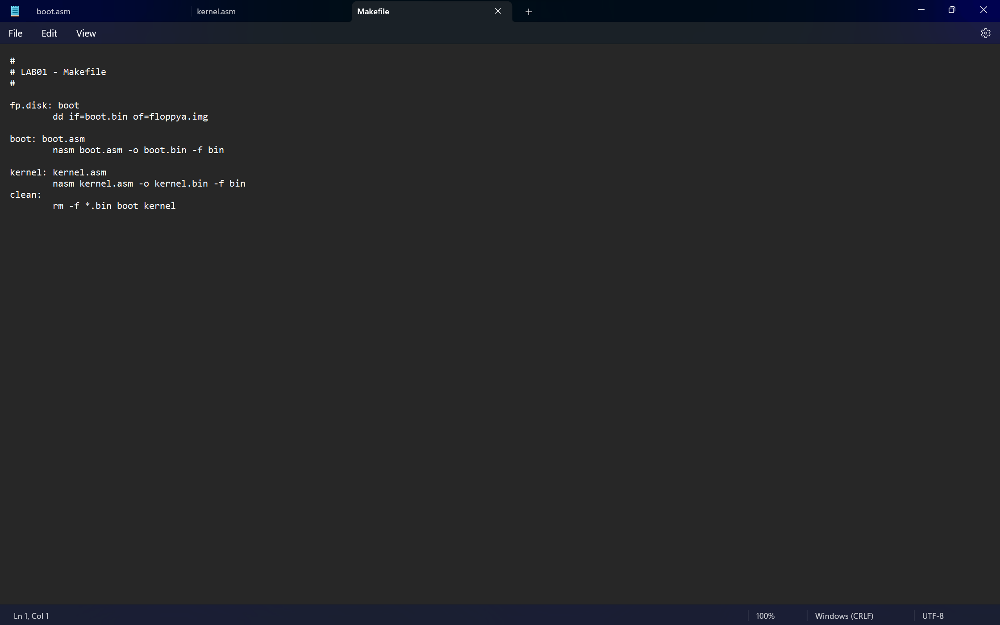 boot.asm kernel.asm Makefile
File Edit View
#
# LAB01 - Makefile
#
fp.disk: boot
dd if=boot.bin of=floppya.img
boot: boot.asm
nasm boot.asm -o boot.bin -f bin
kernel: kernel.asm
nasm kernel.asm -o kernel.bin -f bin
clean:
rm -f *.bin boot kernel
Ln 1, Col 1 100% Windows (CRLF) UTF-8